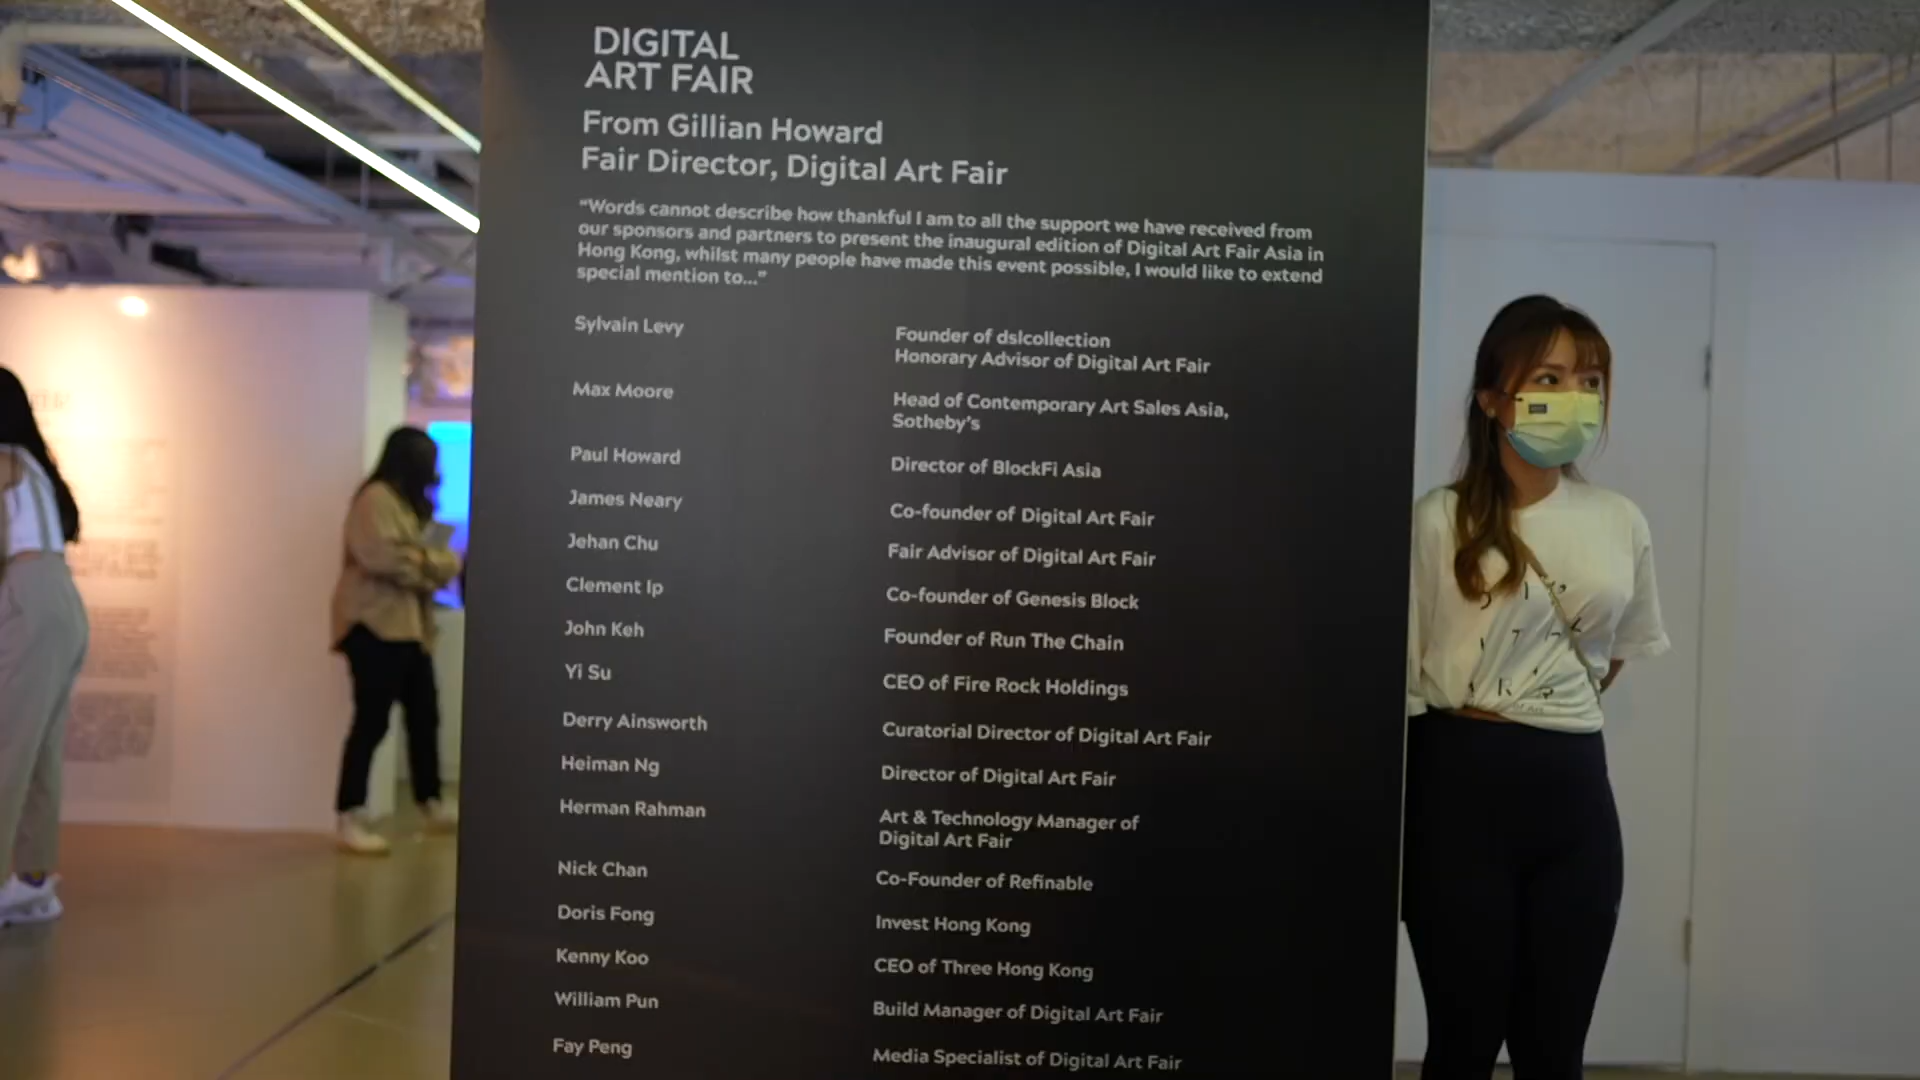 DIGITAL
ART FAIR
From Gillian Howard
Fair Director, Digital Art Fair
“Words cannot describe how thankful I am to all the support we have received from
our sponsors and partners to present the inaugural edition of Digital Art Fair Asia in
Hong Kong, whilst many people have made this event possible, I would like to extend
special mention to...”
Sylvain Levy
Founder of dslcollection
Honorary Advisor of Digital Art Fair
Max Moore
Head of Contemporary Art Sales Asia,
Sotheby’s
Paul Howard
Director of BlockFi Asia
James Neary
Co-founder of Digital Art Fair
Jehan Chu
Fair Advisor of Digital Art Fair
Clement Ip
Co-founder of Genesis Block
John Keh
Founder of Run The Chain
Yi Su
CEO of Fire Rock Holdings
Derry Ainsworth
Curatorial Director of Digital Art Fair
Heiman Ng
Director of Digital Art Fair
Herman Rahman
Art & Technology Manager of
Digital Art Fair
Nick Chan
Co-Founder of Refinable
Doris Fong
Invest Hong Kong
Kenny Koo
CEO of Three Hong Kong
William Pun
Build Manager of Digital Art Fair
Fay Peng
Media Specialist of Digital Art Fair